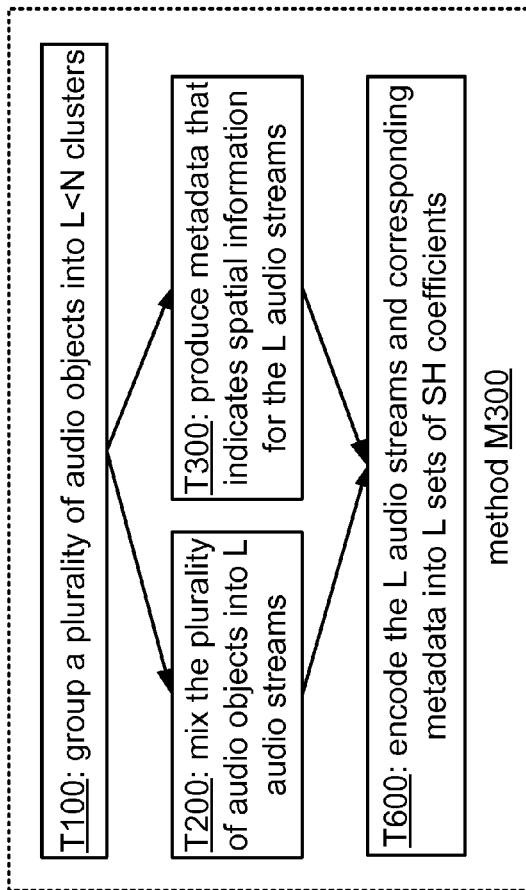 T100: group a plurality of audio objects into L<N clusters
T200: mix the plurality
of audio objects into L
audio streams
T300: produce metadata that
indicates spatial information
for the L audio streams
T600: encode the L audio streams and corresponding
metadata into L sets of SH coefficients
method M300